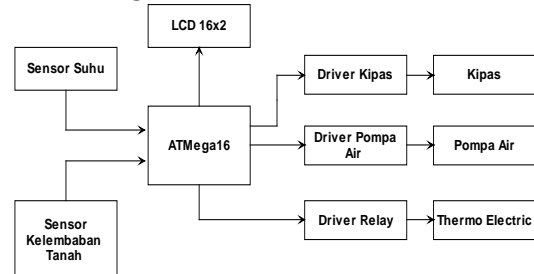 LCD 16x2
Sensor Suhu
Driver Kipas
Kipas
ATMega16
Driver Pompa
Air
Pompa Air
Sensor
Kelembaban
Tanah
Driver Relay
Thermo Electric